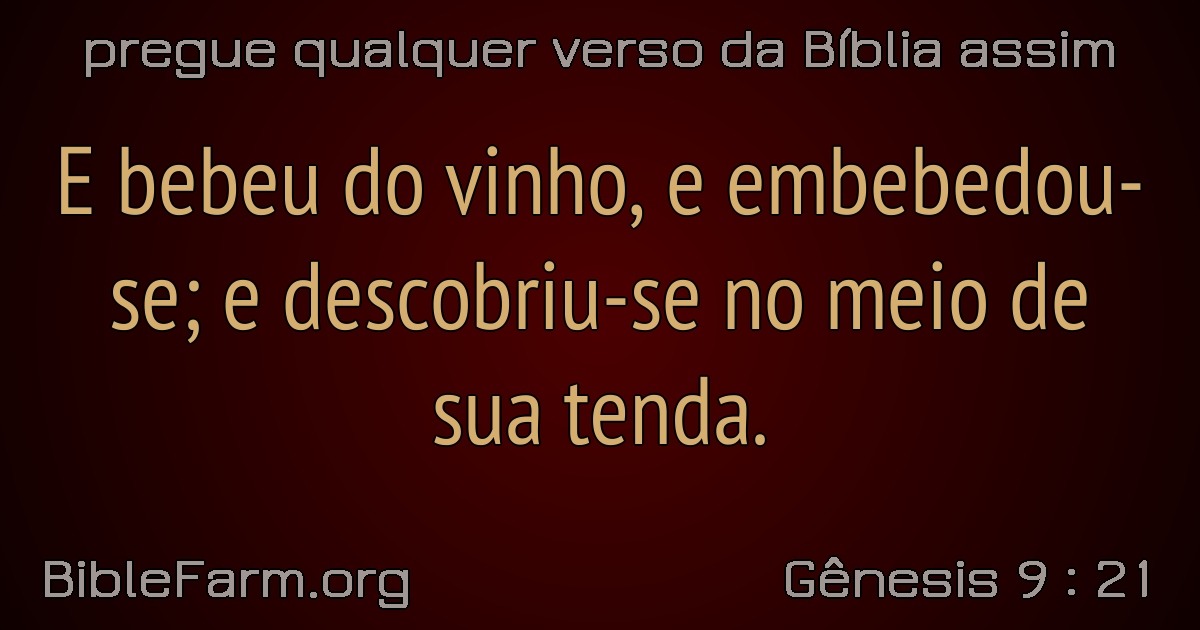 pregue qualquer verso da Bíblia assim
E bebeu do vinho, e embebedou-
se; e descobriu-se no meio de
sua tenda.
BibleFarm.org
Gênesis 9 : 21